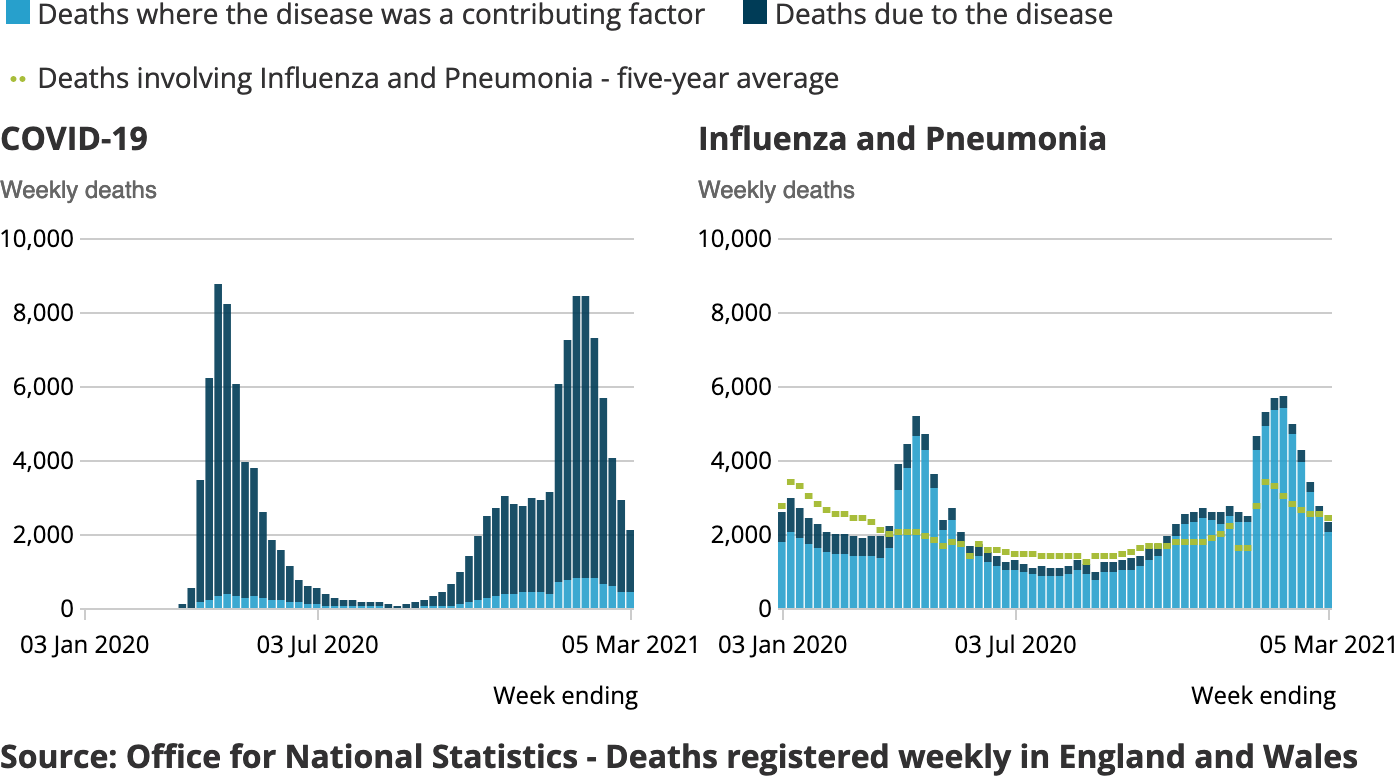 Deaths where the disease was a contributing factor Deaths due to the disease
Deaths involving Influenza and Pneumonia - five-year average
COVID-19
Weekly deaths
10,000
8,000
6,000
4,000
2,000
0
03 Jan 2020 03 Jul 2020 05 Mar 2021
Week ending
Influenza and Pneumonia
Weekly deaths
10,000
8,000
6,000
4,000
2,000
0
03 Jan 2020 03 Jul 2020 05 Mar 2021
Week ending
Source: Office for National Statistics - Deaths registered weekly in England and Wales